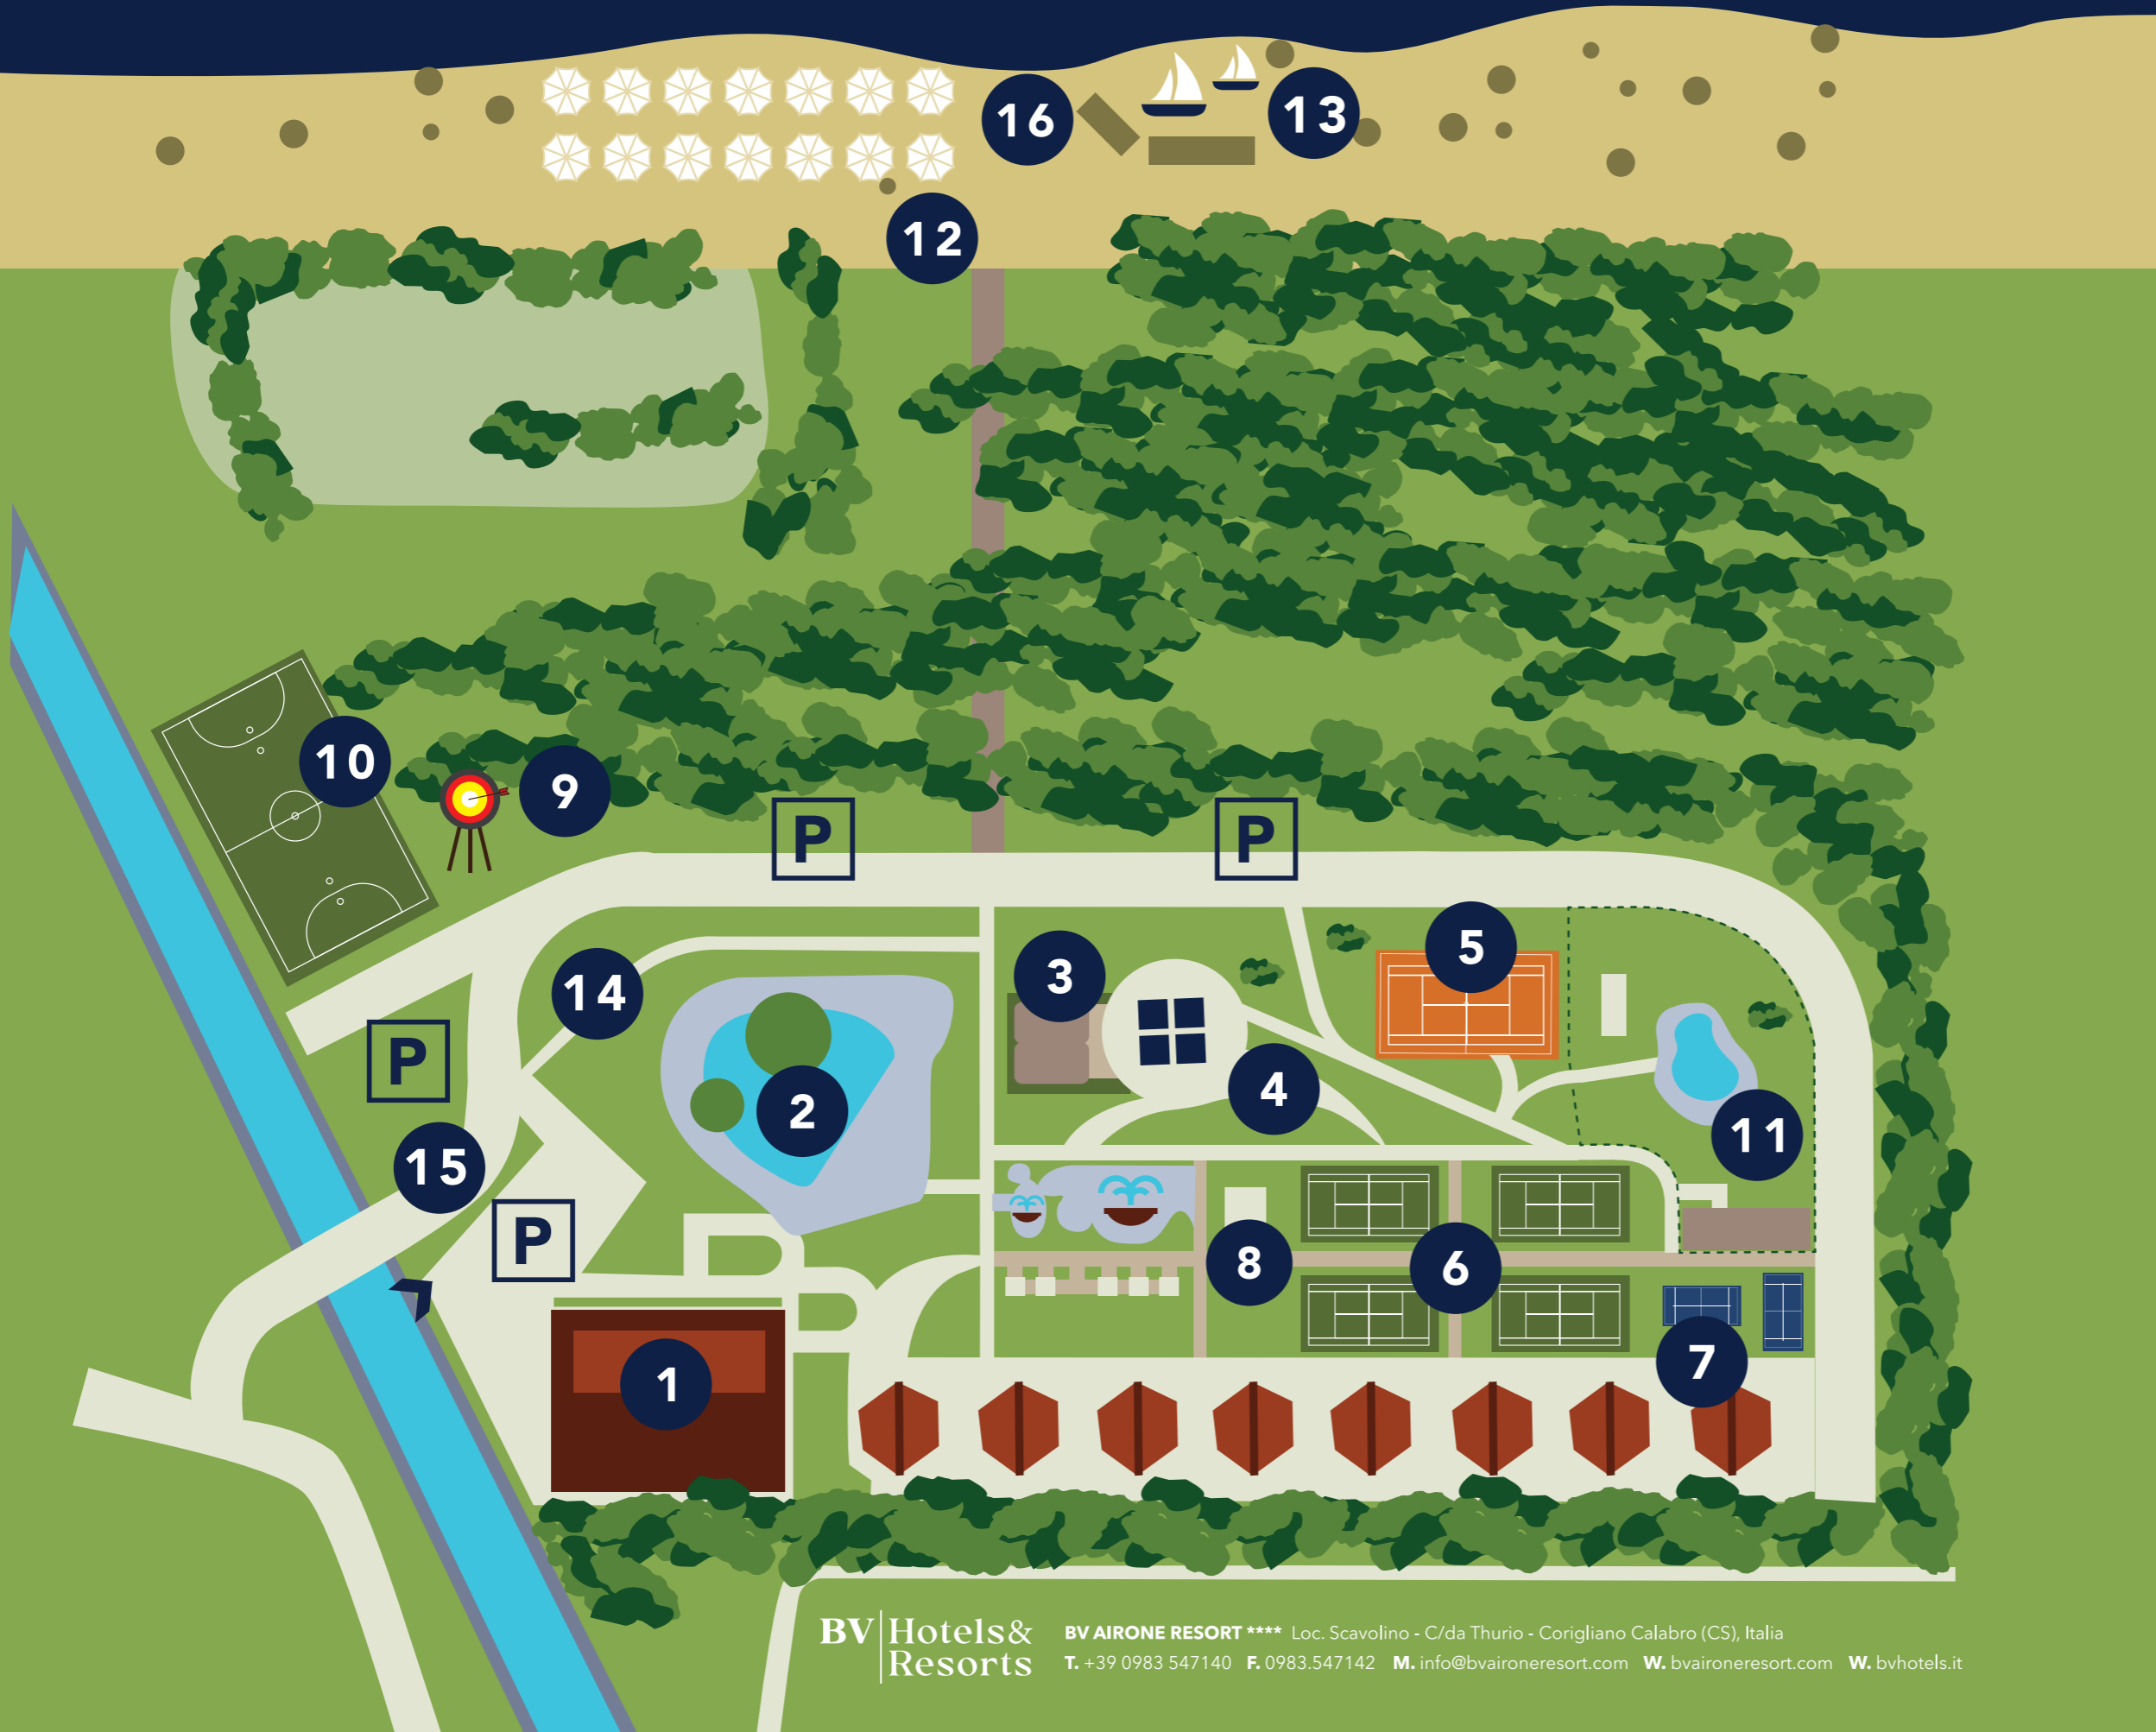 16
13
12
10
9
P
P
5
14
3
P
4
2
11
15
P
8
6
7
1
BV Hotels&
Resorts
BV AIRONE RESORT **** Loc. Scavolino - C/da Thurio - Corigliano Calabro (CS), Italia
T. +39 0983 547140 F. 0983.547142 M. info@bvaironeresort.com W. bvaironeresort.com W. bvhotels.it